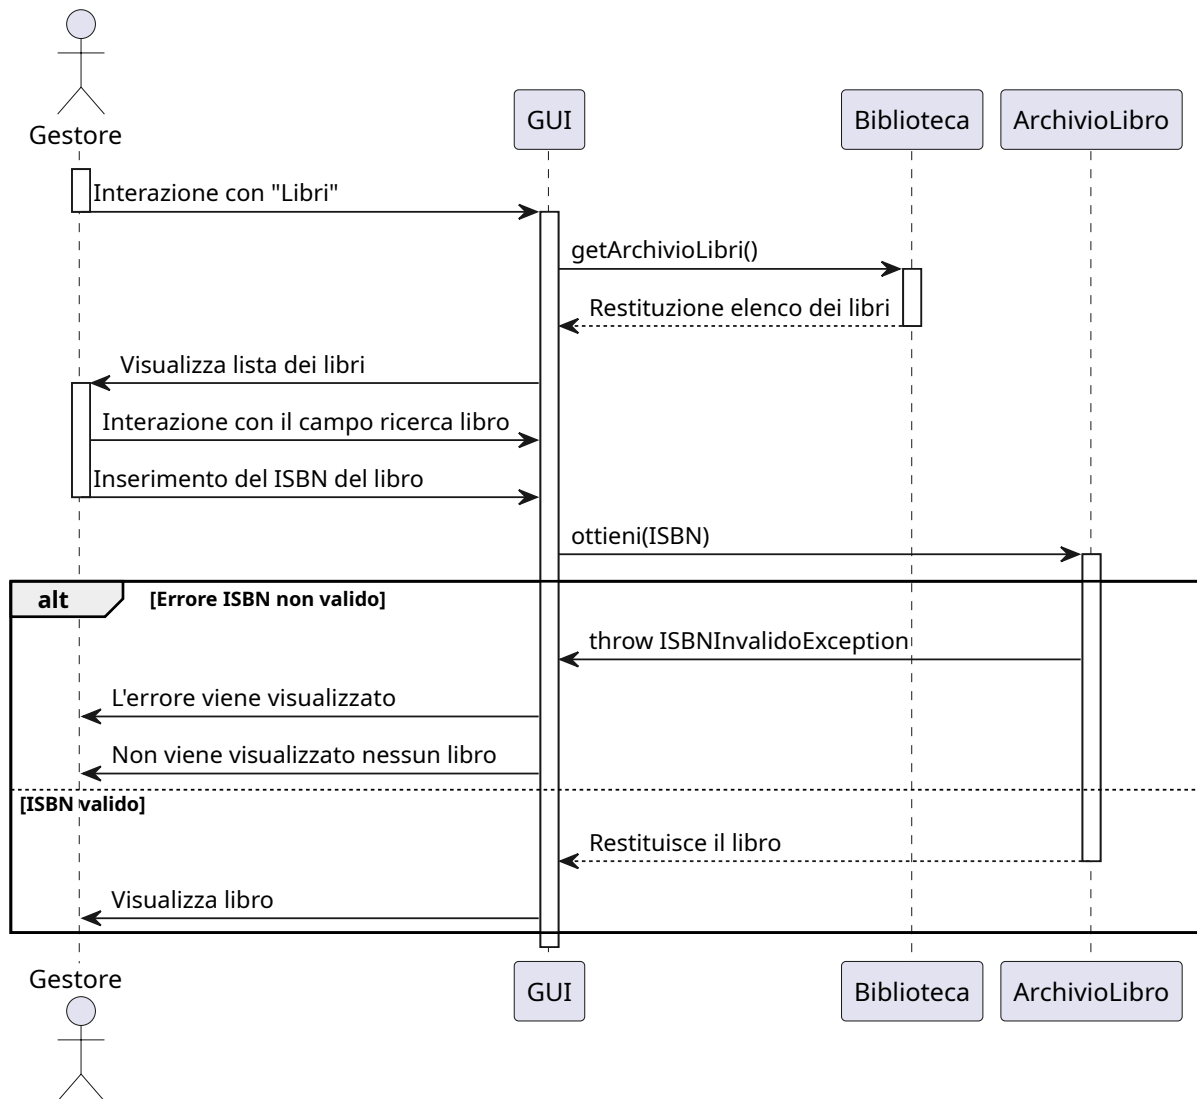 Gestore
GUI
Biblioteca
ArchivioLibro
Interazione con "Libri"
getArchivioLibri()
Restituzione elenco dei libri
Visualizza lista dei libri
Interazione con il campo ricerca libro
Inserimento del ISBN del libro
ottieni(ISBN)
alt [Errore ISBN non valido]
throw ISBNInvalidoException
L'errore viene visualizzato
Non viene visualizzato nessun libro
[ISBN valido]
Restituisce il libro
Visualizza libro
Gestore
GUI
Biblioteca
ArchivioLibro